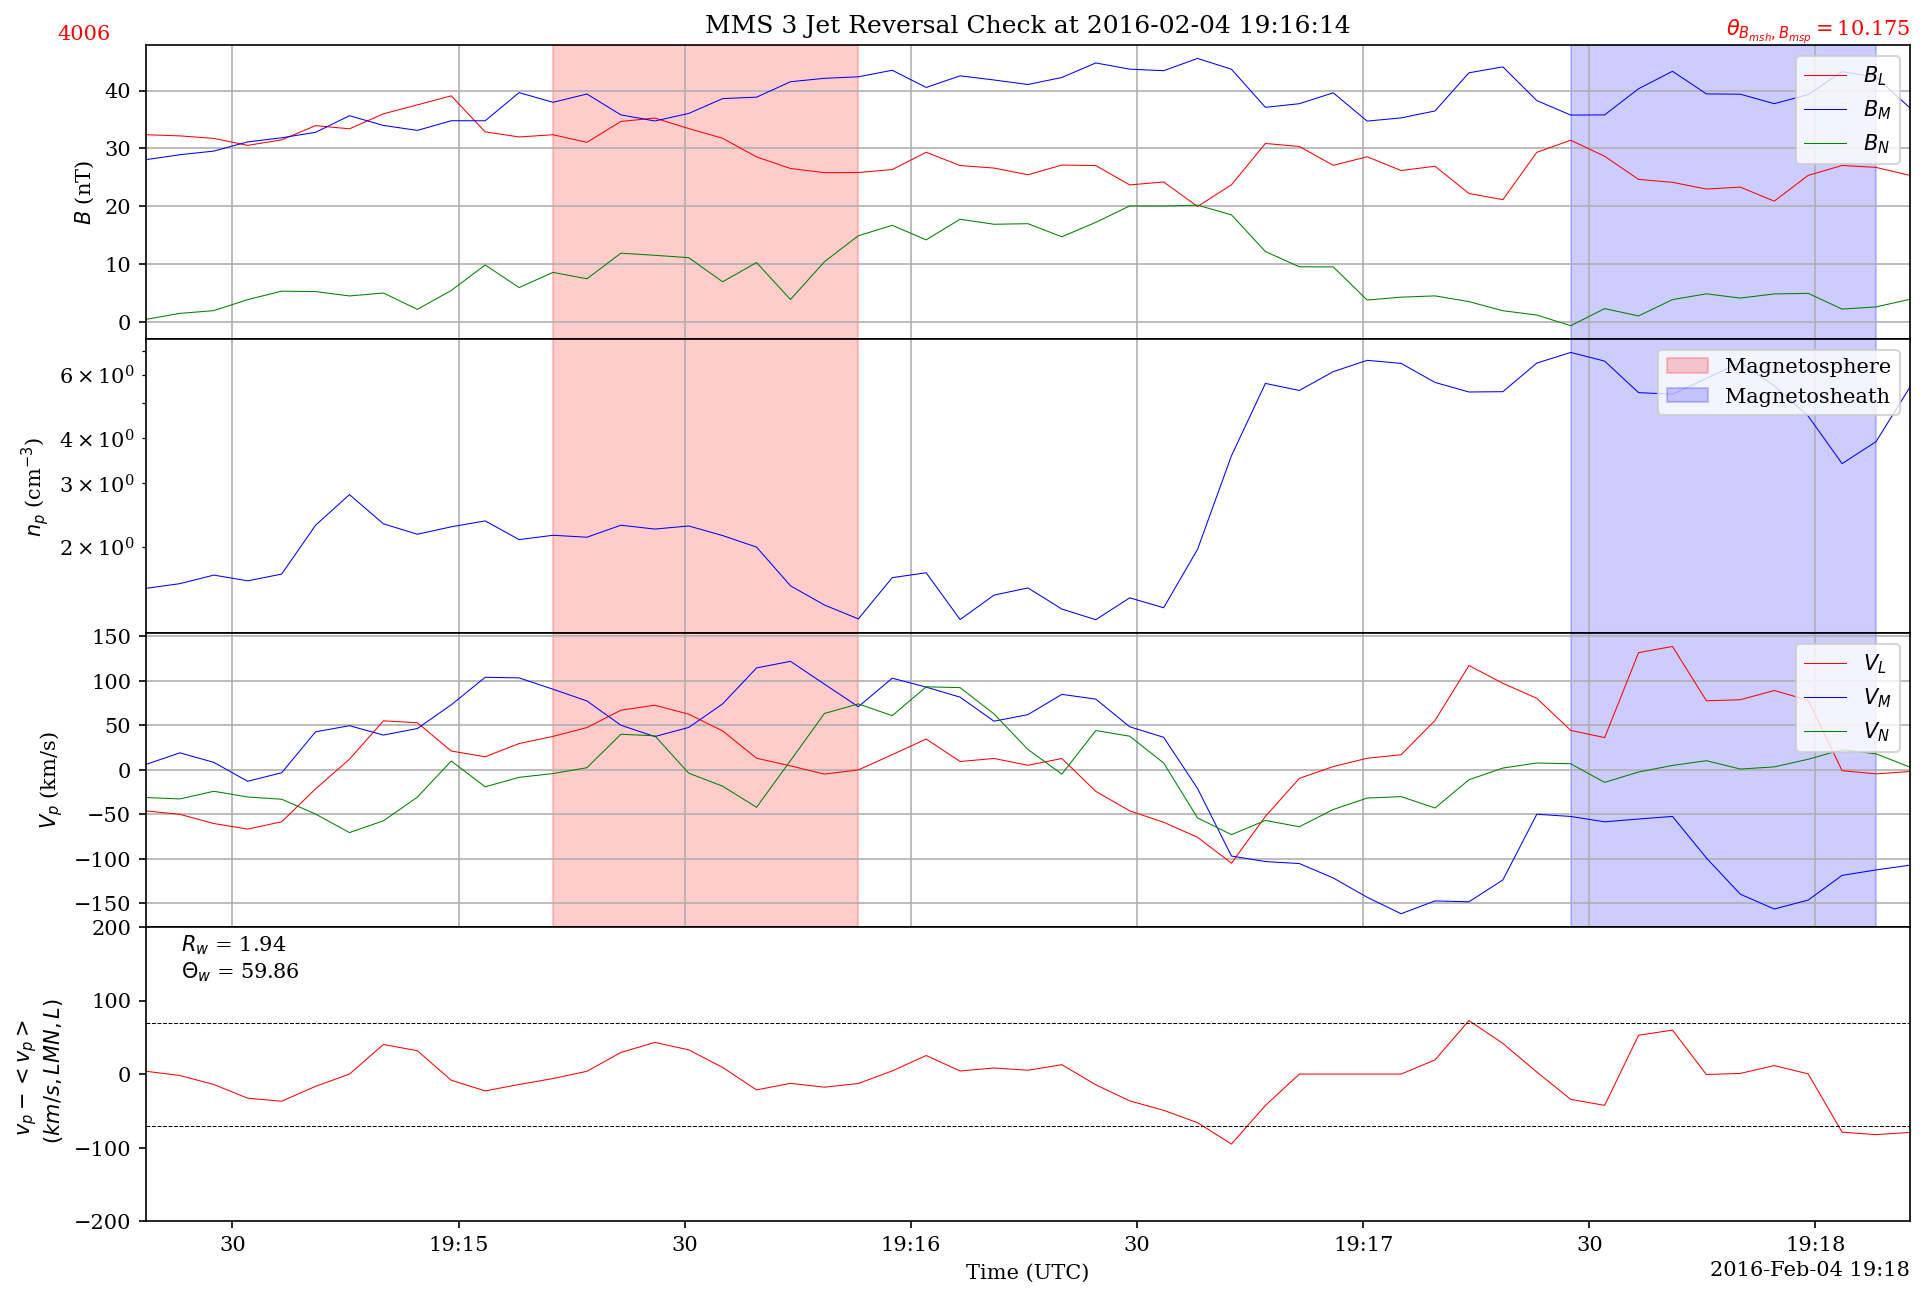 4006
MMS 3 Jet Reversal Check at 2016-02-04 19:16:14
θ_{B_{msh}, B_{msp}} = 10.175
B (nT)
40
30
20
10
0
B_L
B_M
B_N
n_p (cm^{−3})
6 × 10^0
4 × 10^0
3 × 10^0
2 × 10^0
Magnetosphere
Magnetosheath
V_p (km/s)
150
100
50
0
−50
−100
−150
V_L
V_M
V_N
v_p − < v_p >
(km/s, LMN, L)
200
100
0
−100
−200
R_w = 1.94
Θ_w = 59.86
30
19:15
30
19:16
30
19:17
30
19:18
Time (UTC)
2016-Feb-04 19:18